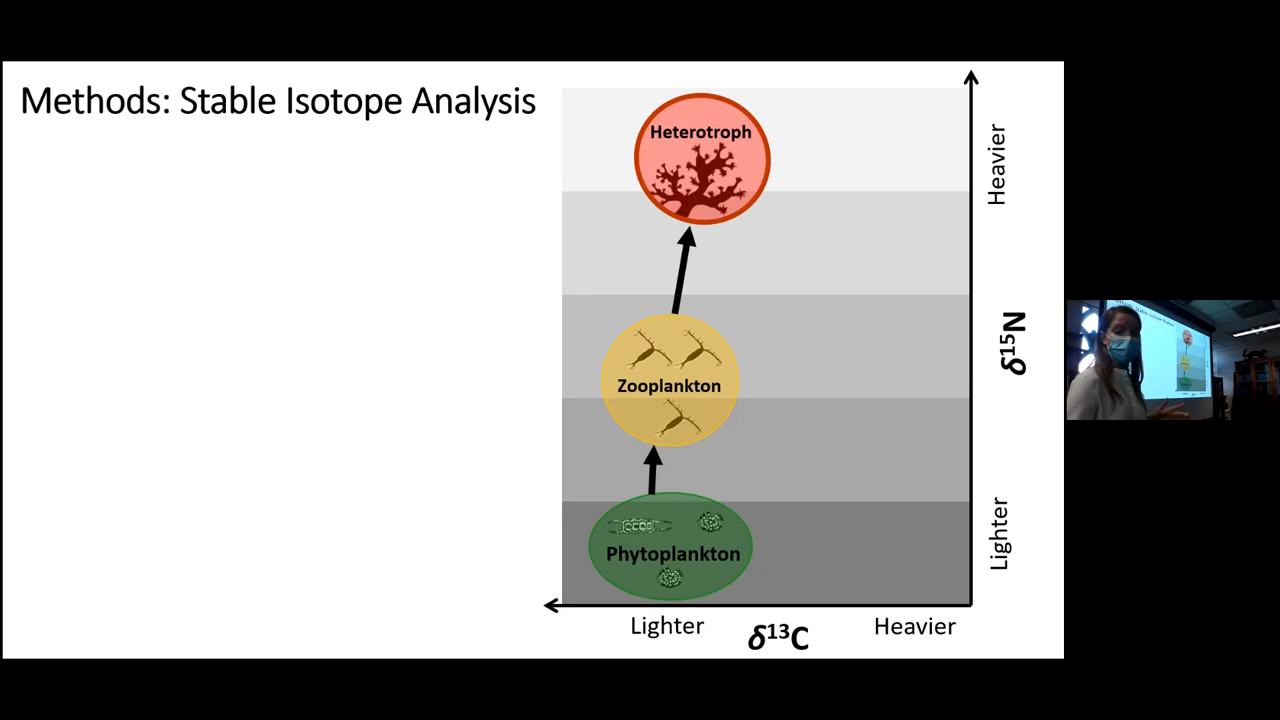 Methods: Stable Isotope Analysis
Heterotroph
Heavier
Zooplankton
δ¹⁵N
Phytoplankton
Lighter
Lighter
Heavier
δ¹³C